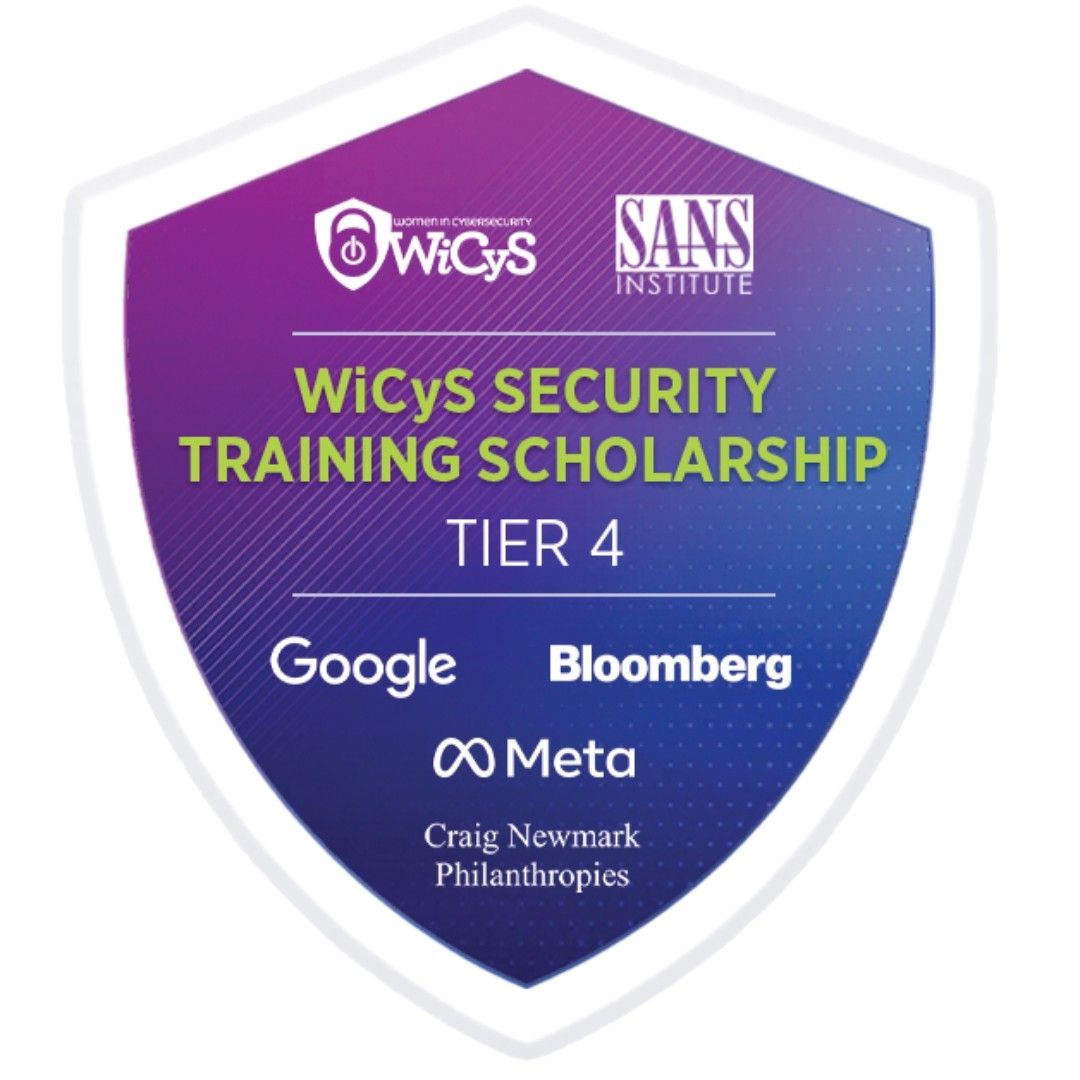 WOMEN IN CYBERSECURITY
WiCyS
SANS
INSTITUTE
WiCyS SECURITY
TRAINING SCHOLARSHIP
TIER 4
Google
Bloomberg
Meta
Craig Newmark
Philanthropies